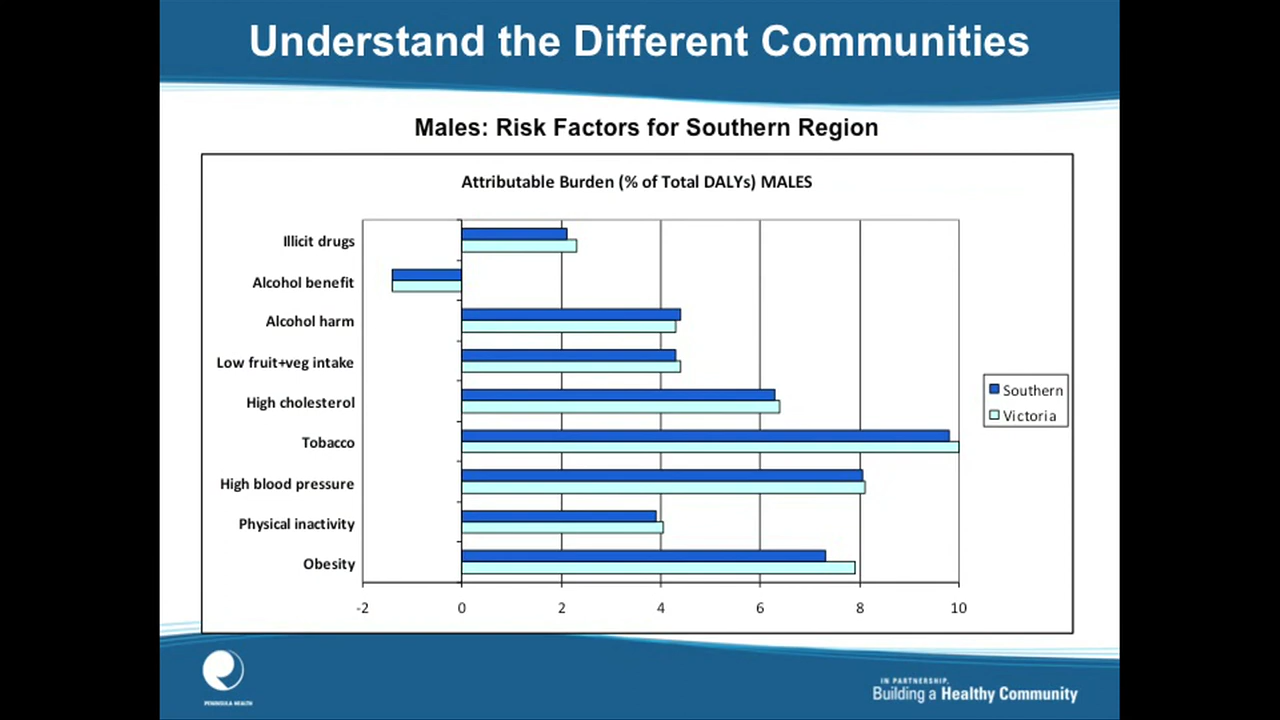 Understand the Different Communities
Males: Risk Factors for Southern Region
Attributable Burden (% of Total DALYs) MALES
Illicit drugs
Alcohol benefit
Alcohol harm
Low fruit+veg intake
High cholesterol
Tobacco
High blood pressure
Physical inactivity
Obesity
-2 0 2 4 6 8 10
Southern
Victoria
PENINSULA HEALTH
IN PARTNERSHIP,
Building a Healthy Community